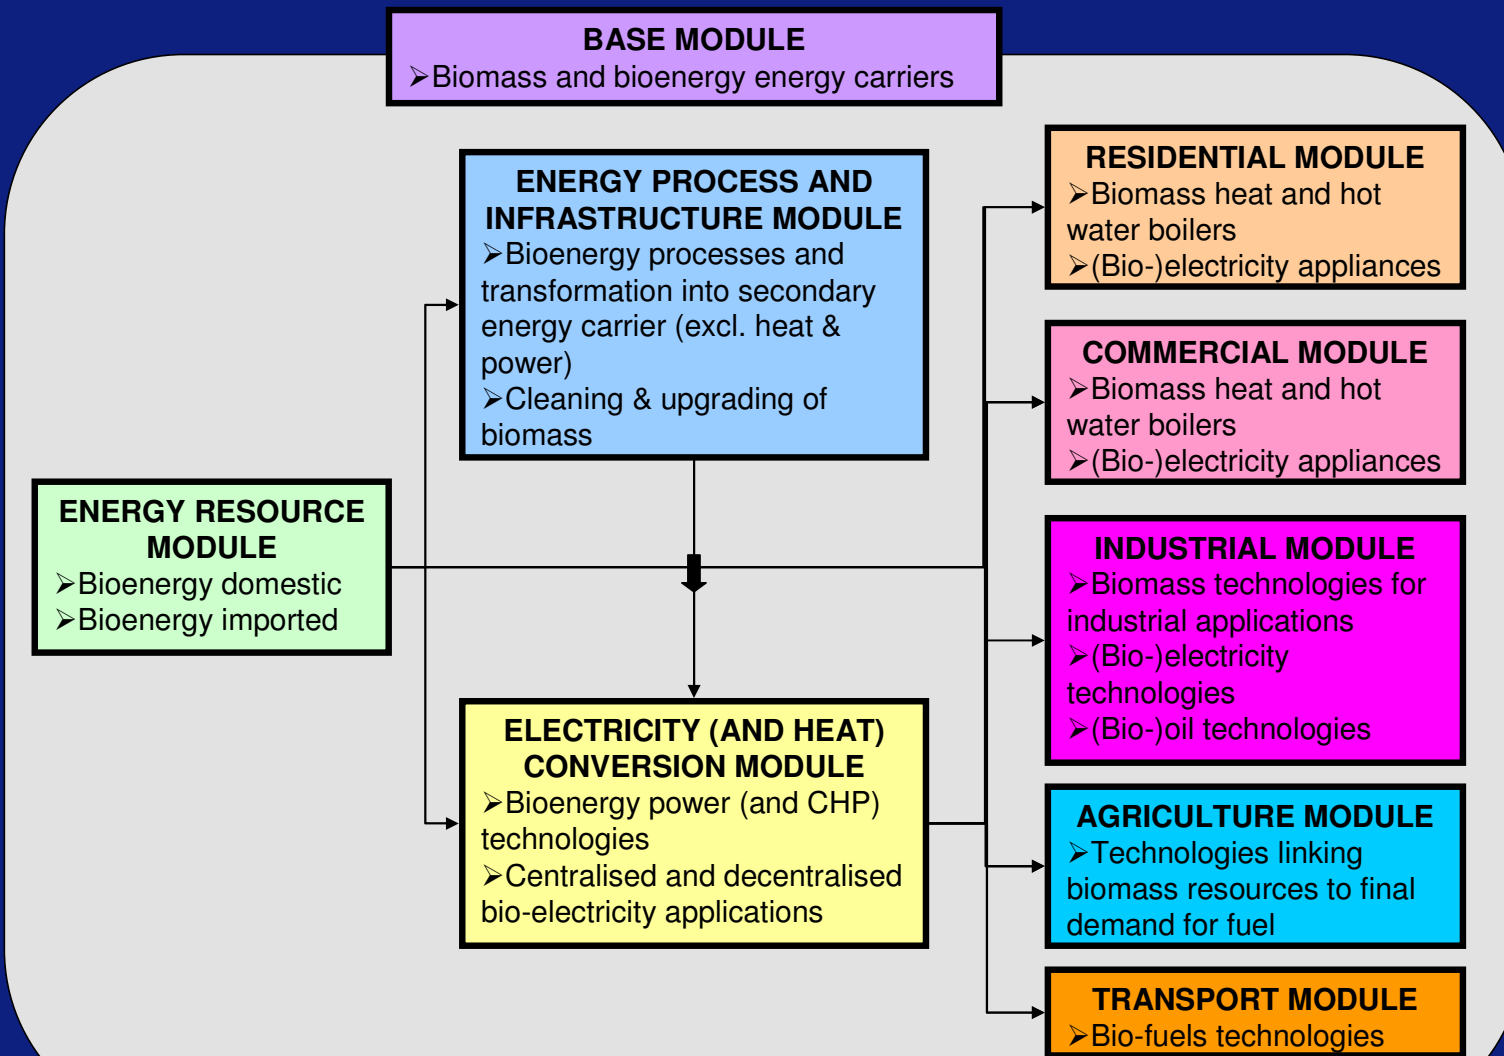 BASE MODULE
➢Biomass and bioenergy energy carriers
ENERGY PROCESS AND
INFRASTRUCTURE MODULE
➢Bioenergy processes and
transformation into secondary
energy carrier (excl. heat &
power)
➢Cleaning & upgrading of
biomass
ENERGY RESOURCE
MODULE
➢Bioenergy domestic
➢Bioenergy imported
ELECTRICITY (AND HEAT)
CONVERSION MODULE
➢Bioenergy power (and CHP)
technologies
➢Centralised and decentralised
bio-electricity applications
RESIDENTIAL MODULE
➢Biomass heat and hot
water boilers
➢(Bio-)electricity appliances
COMMERCIAL MODULE
➢Biomass heat and hot
water boilers
➢(Bio-)electricity appliances
INDUSTRIAL MODULE
➢Biomass technologies for
industrial applications
➢(Bio-)electricity
technologies
➢(Bio-)oil technologies
AGRICULTURE MODULE
➢Technologies linking
biomass resources to final
demand for fuel
TRANSPORT MODULE
➢Bio-fuels technologies